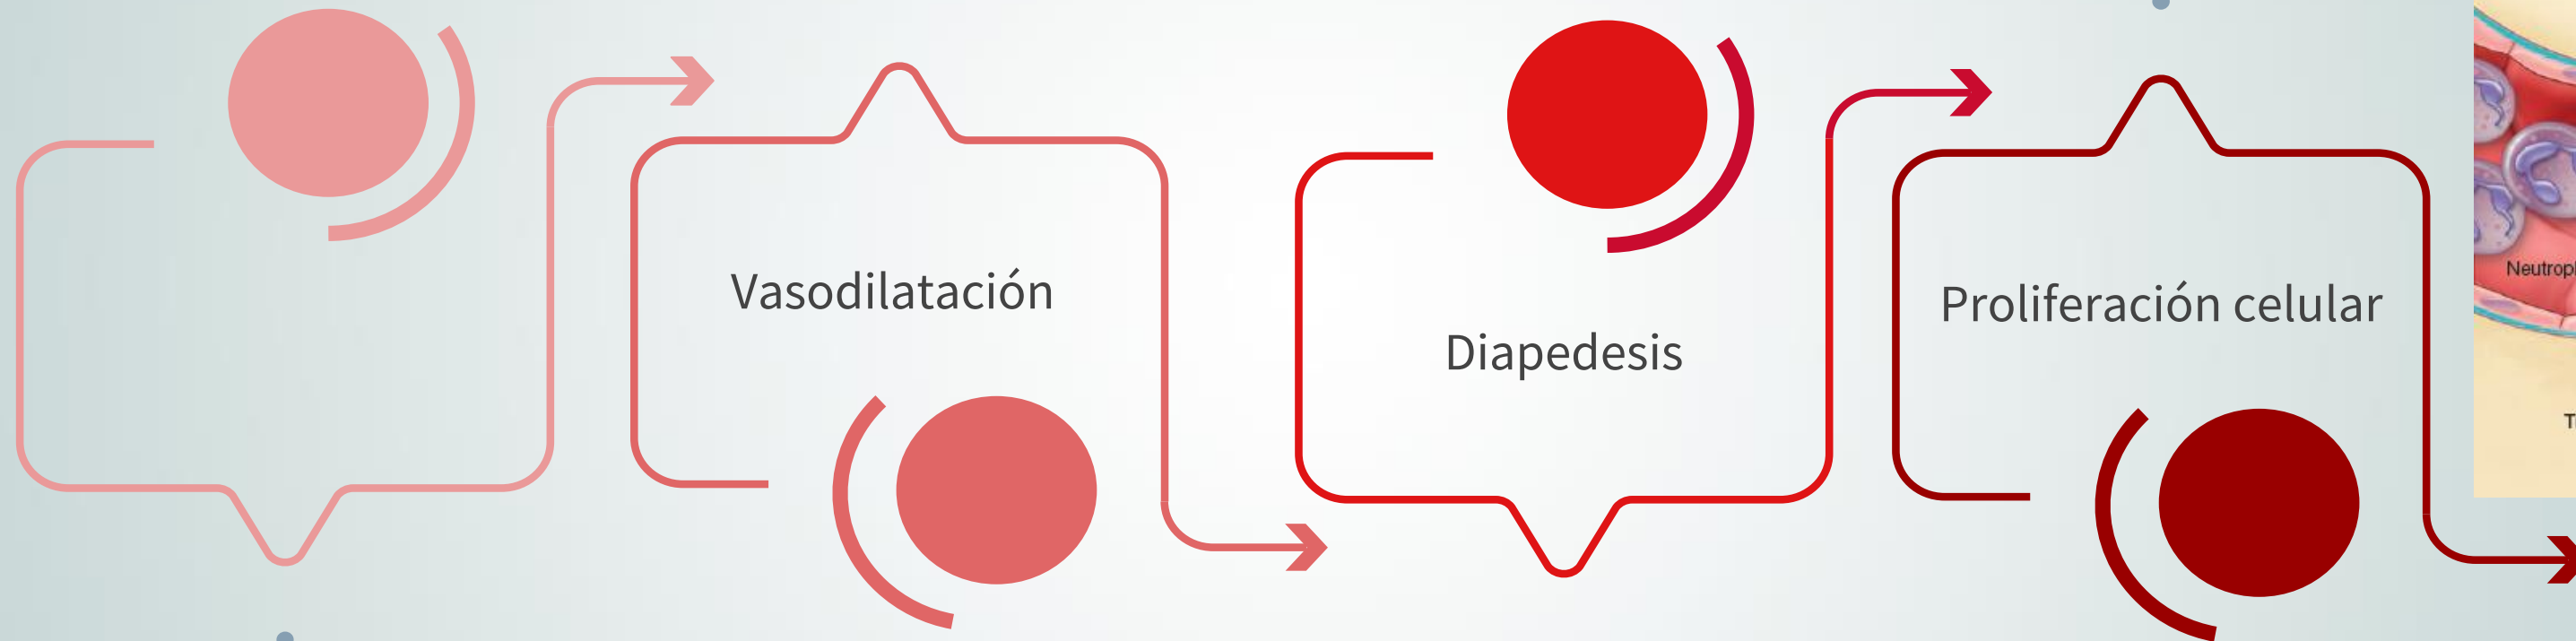 Vasodilatación
Diapedesis
Proliferación celular